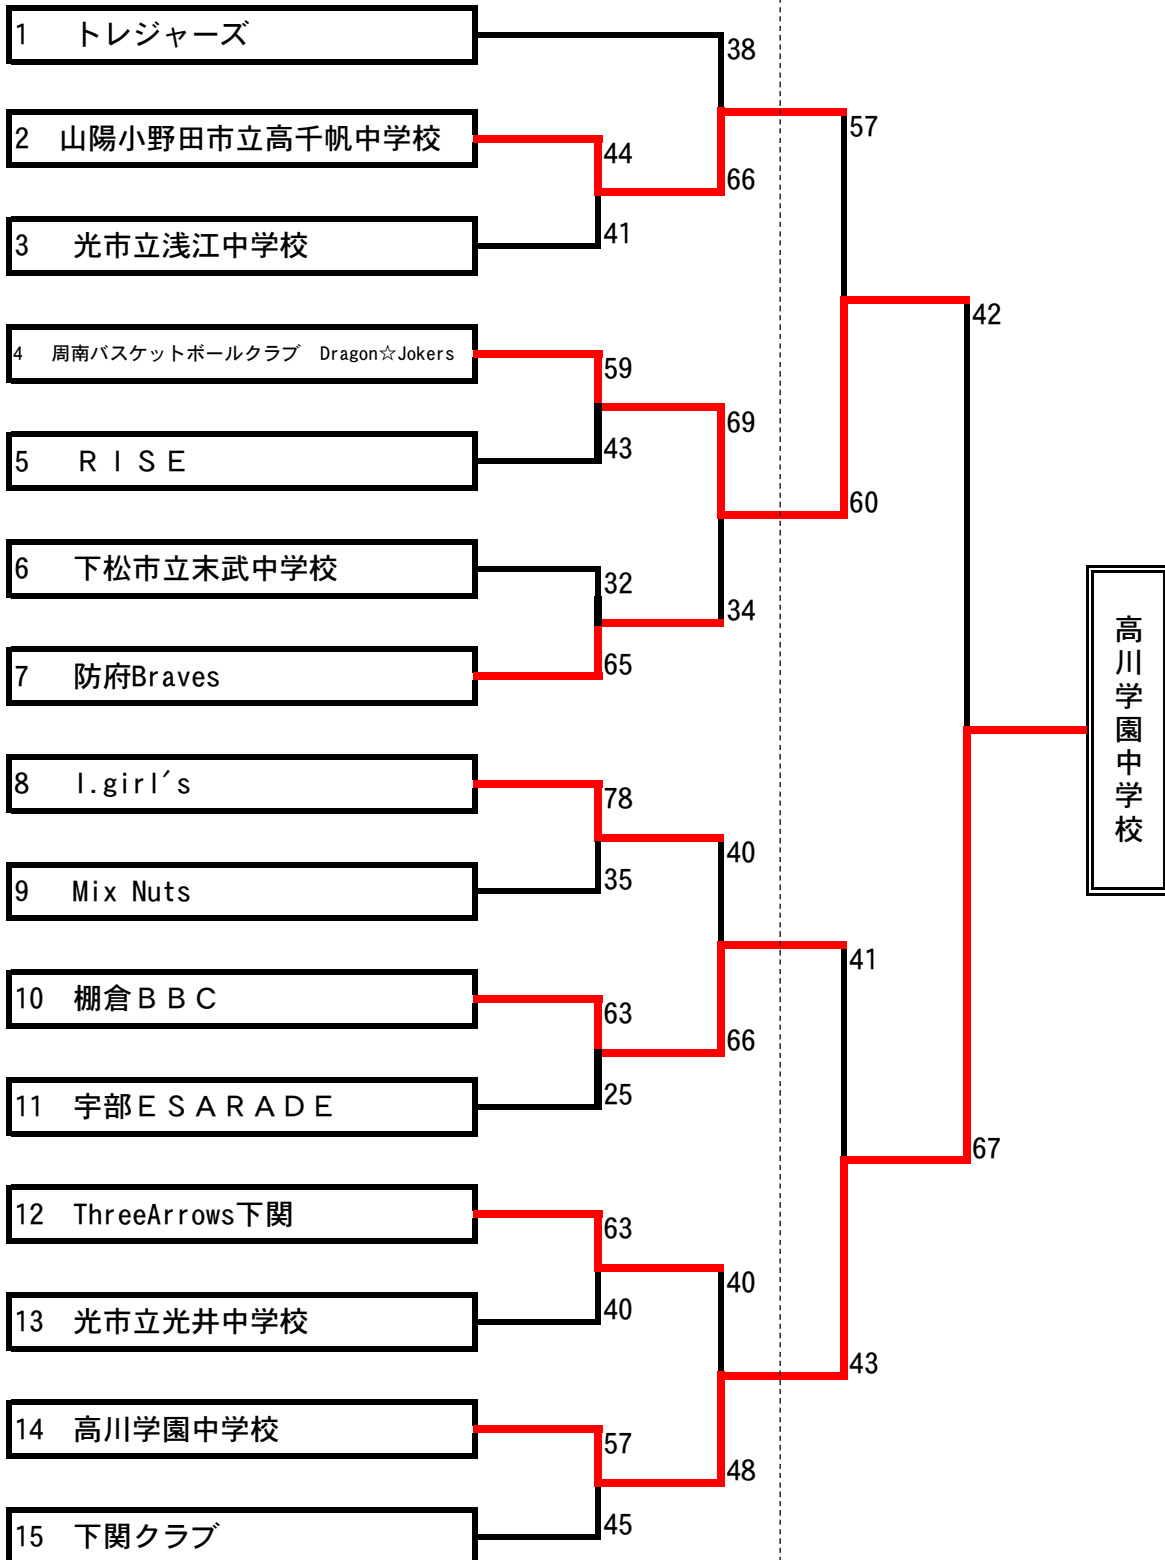 1 トレジャーズ
2 山陽小野田市立高千帆中学校
3 光市立浅江中学校
4 周南バスケットボールクラブ Dragon☆Jokers
5 ＲＩＳＥ
6 下松市立末武中学校
7 防府Braves
8 I.girl′s
9 Mix Nuts
10 棚倉ＢＢＣ
11 宇部ＥＳＡＲＡＤＥ
12 ThreeArrows下関
13 光市立光井中学校
14 高川学園中学校
15 下関クラブ
44
41
59
43
32
65
78
35
63
25
63
40
57
45
38
66
69
34
40
66
40
48
57
60
41
43
42
67
高川学園中学校